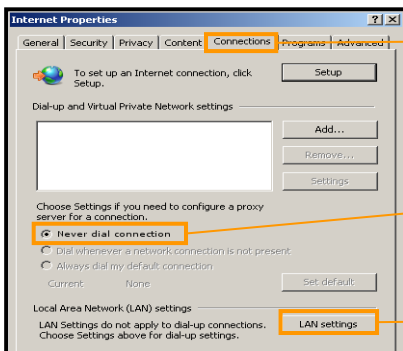 Internet Properties
General Security Privacy Content Connections Programs Advanced
To set up an Internet connection, click
Setup.
Setup
Dial-up and Virtual Private Network settings
Add...
Remove...
Settings
Choose Settings if you need to configure a proxy
server for a connection.
Never dial connection
Dial whenever a network connection is not present
Always dial my default connection
Current None
Set default
Local Area Network (LAN) settings
LAN Settings do not apply to dial-up connections.
Choose Settings above for dial-up settings.
LAN settings